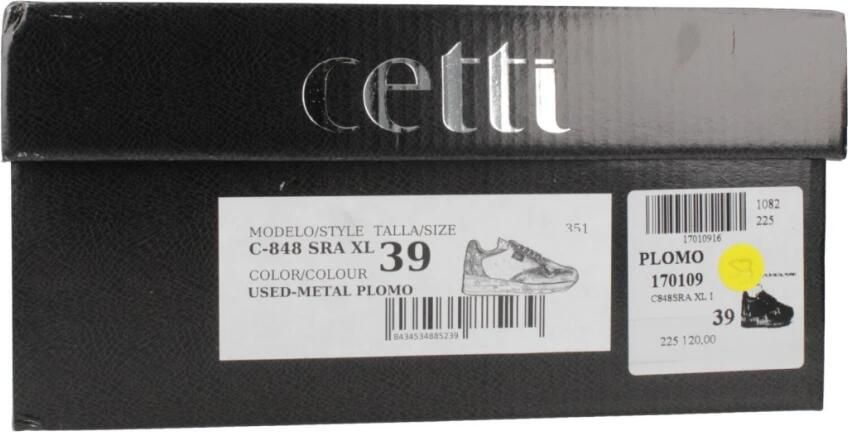 cetti
MODELO/STYLE TALLA/SIZE 351
C-848 SRA XL 39
COLOR/COLOUR
USED-METAL PLOMO
8434534885239
1082
225
17010916
PLOMO
170109
C848SRA XL I
39
225 120,00